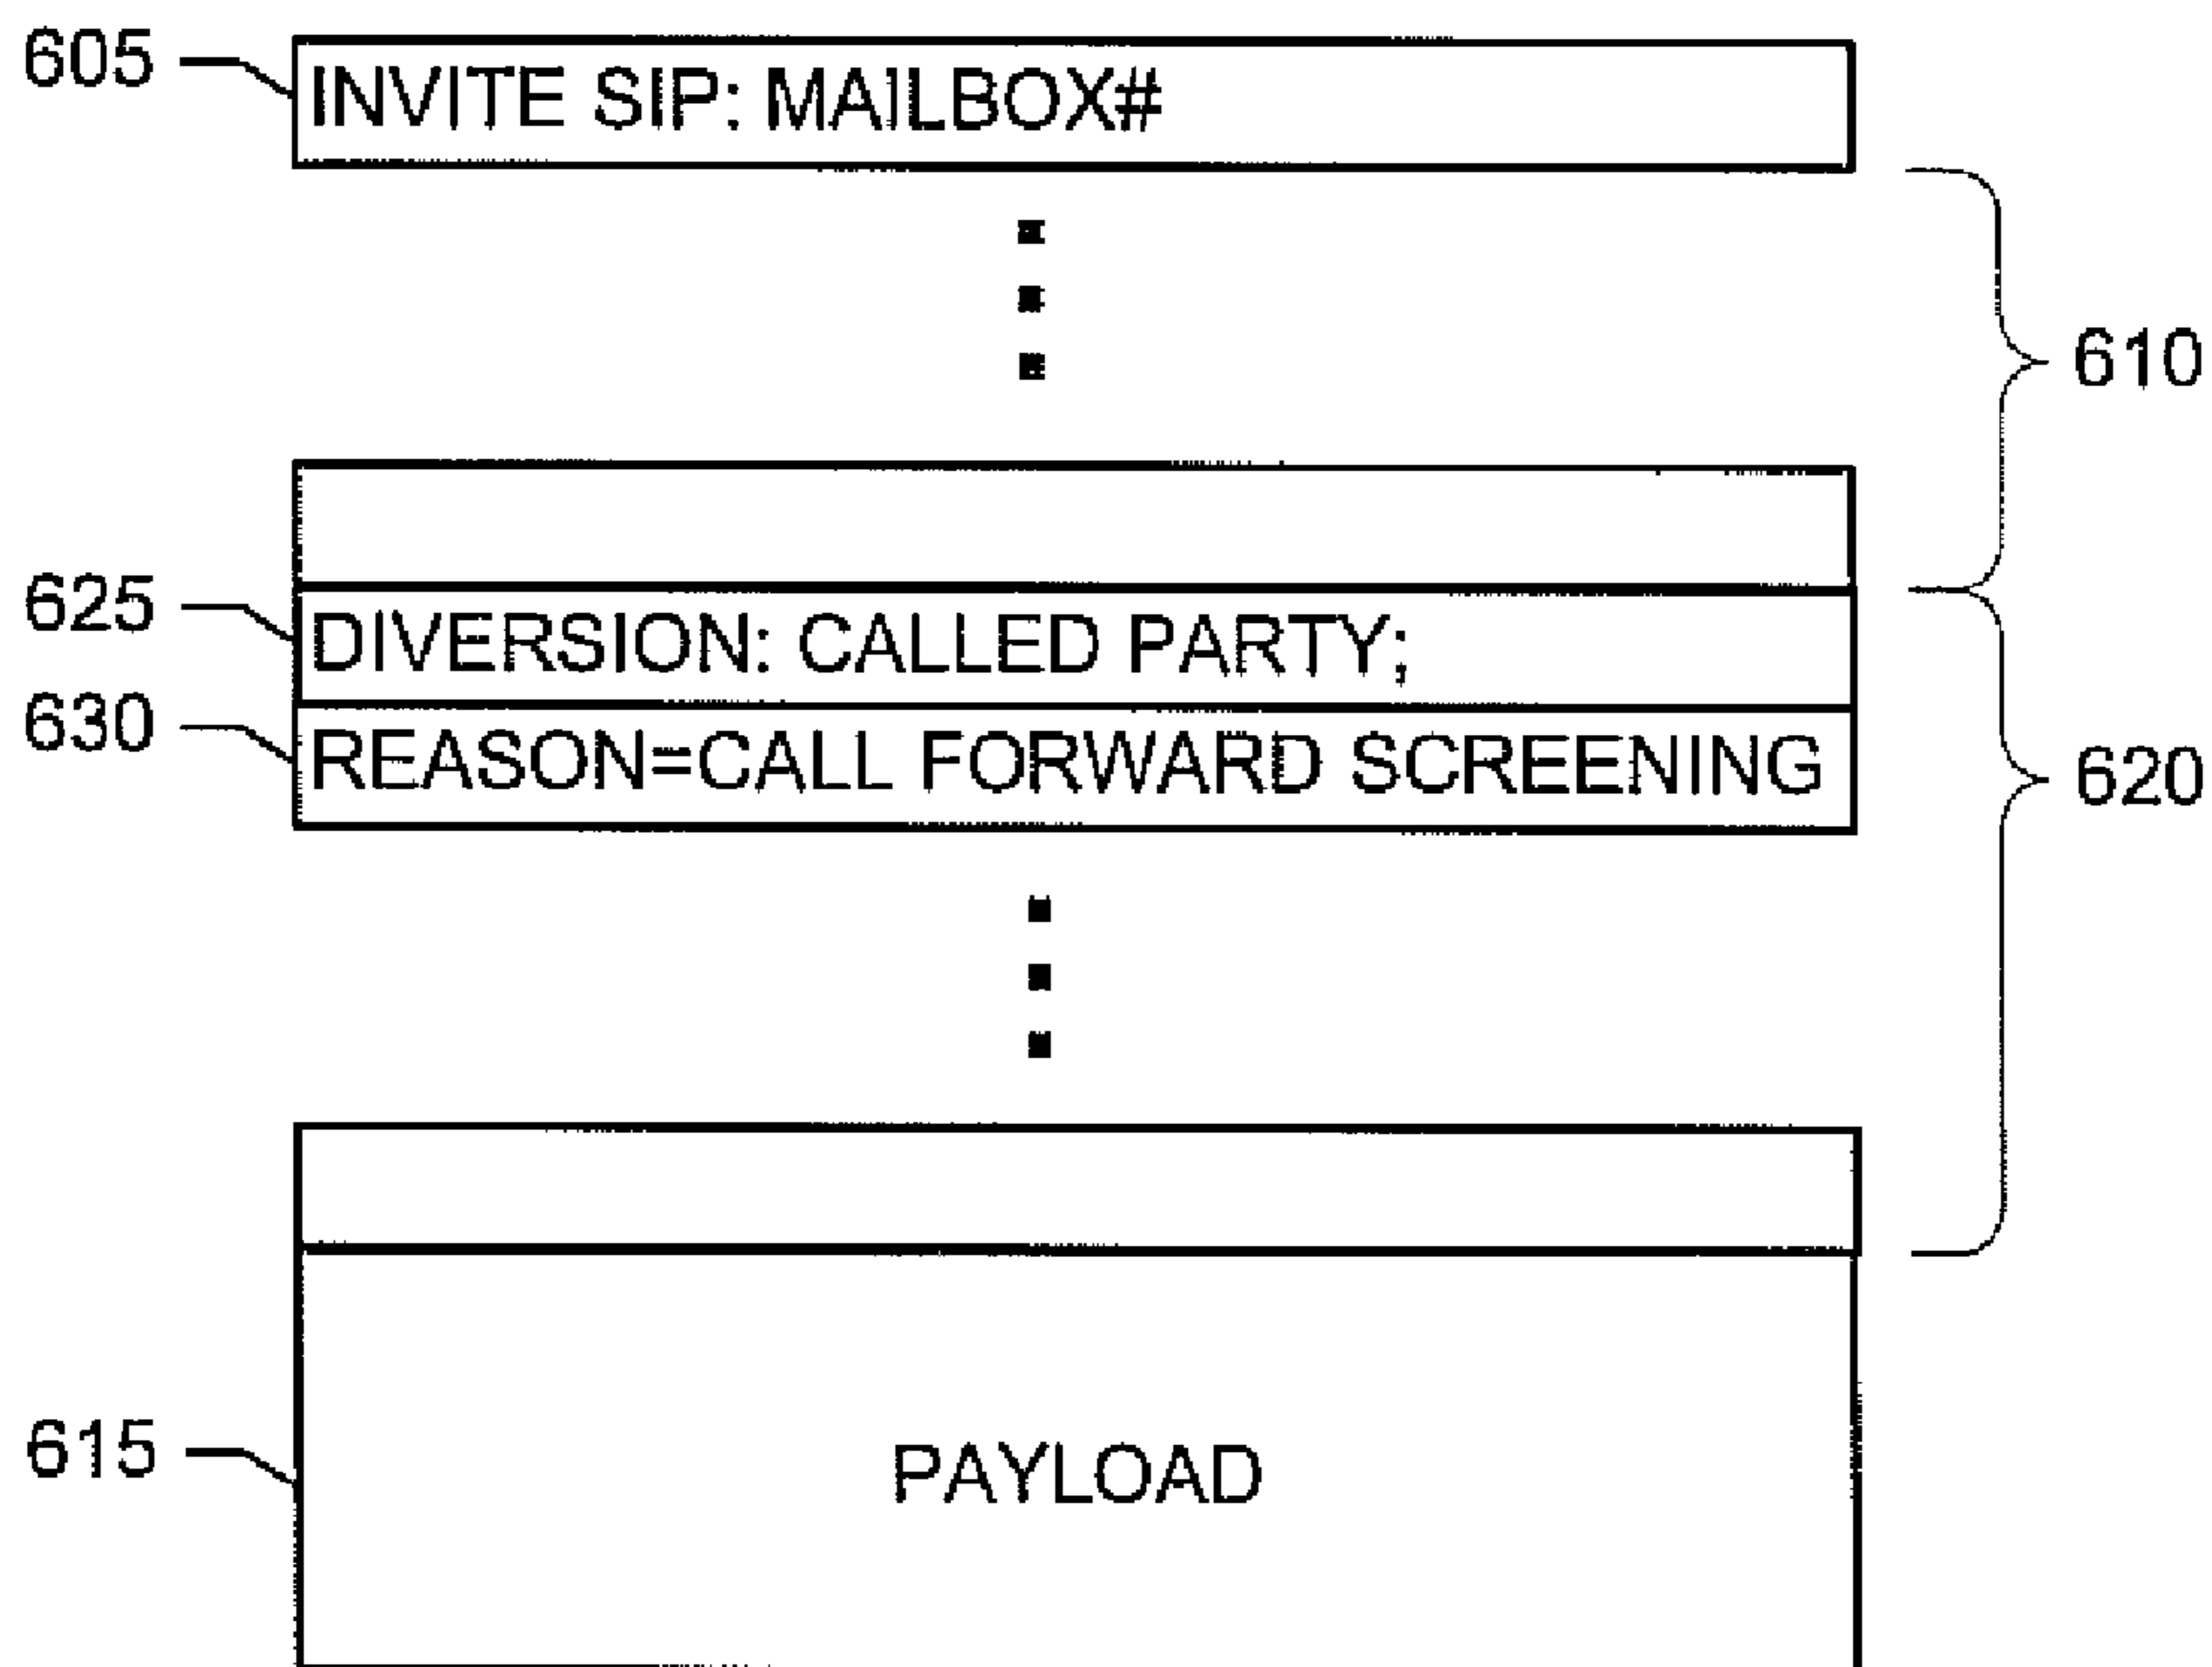 605
INVITE SIP: MAILBOX#
610
625
DIVERSION: CALLED PARTY;
630
REASON=CALL FORWARD SCREENING
620
615
PAYLOAD